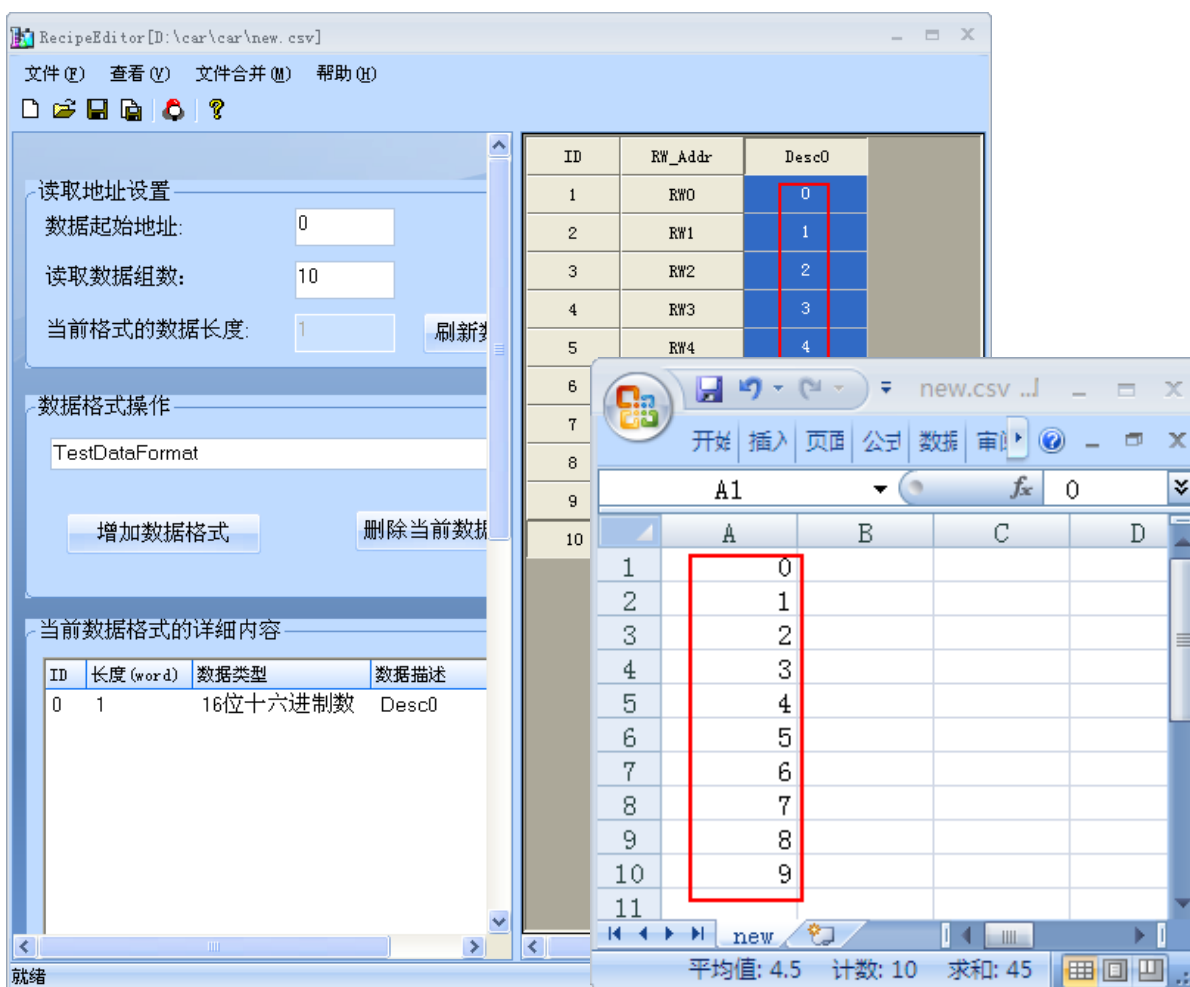 RecipeEditor[D:\car\car\new.csv]
文件(F) 查看(V) 文件合并(M) 帮助(H)
读取地址设置
数据起始地址: 0
读取数据组数: 10
当前格式的数据长度: 1 刷新数
数据格式操作
TestDataFormat
增加数据格式 删除当前数据
当前数据格式的详细内容
ID 长度(word) 数据类型 数据描述
0 1 16位十六进制数 Desc0
就绪
ID RW_Addr Desc0
1 RW0 0
2 RW1 1
3 RW2 2
4 RW3 3
5 RW4 4
6
7
8
9
10
new.csv ...
开始 插入 页面 公式 数据 审
A1 fx 0
A B C D
1 0
2 1
3 2
4 3
5 4
6 5
7 6
8 7
9 8
10 9
11
new
平均值: 4.5 计数: 10 求和: 45